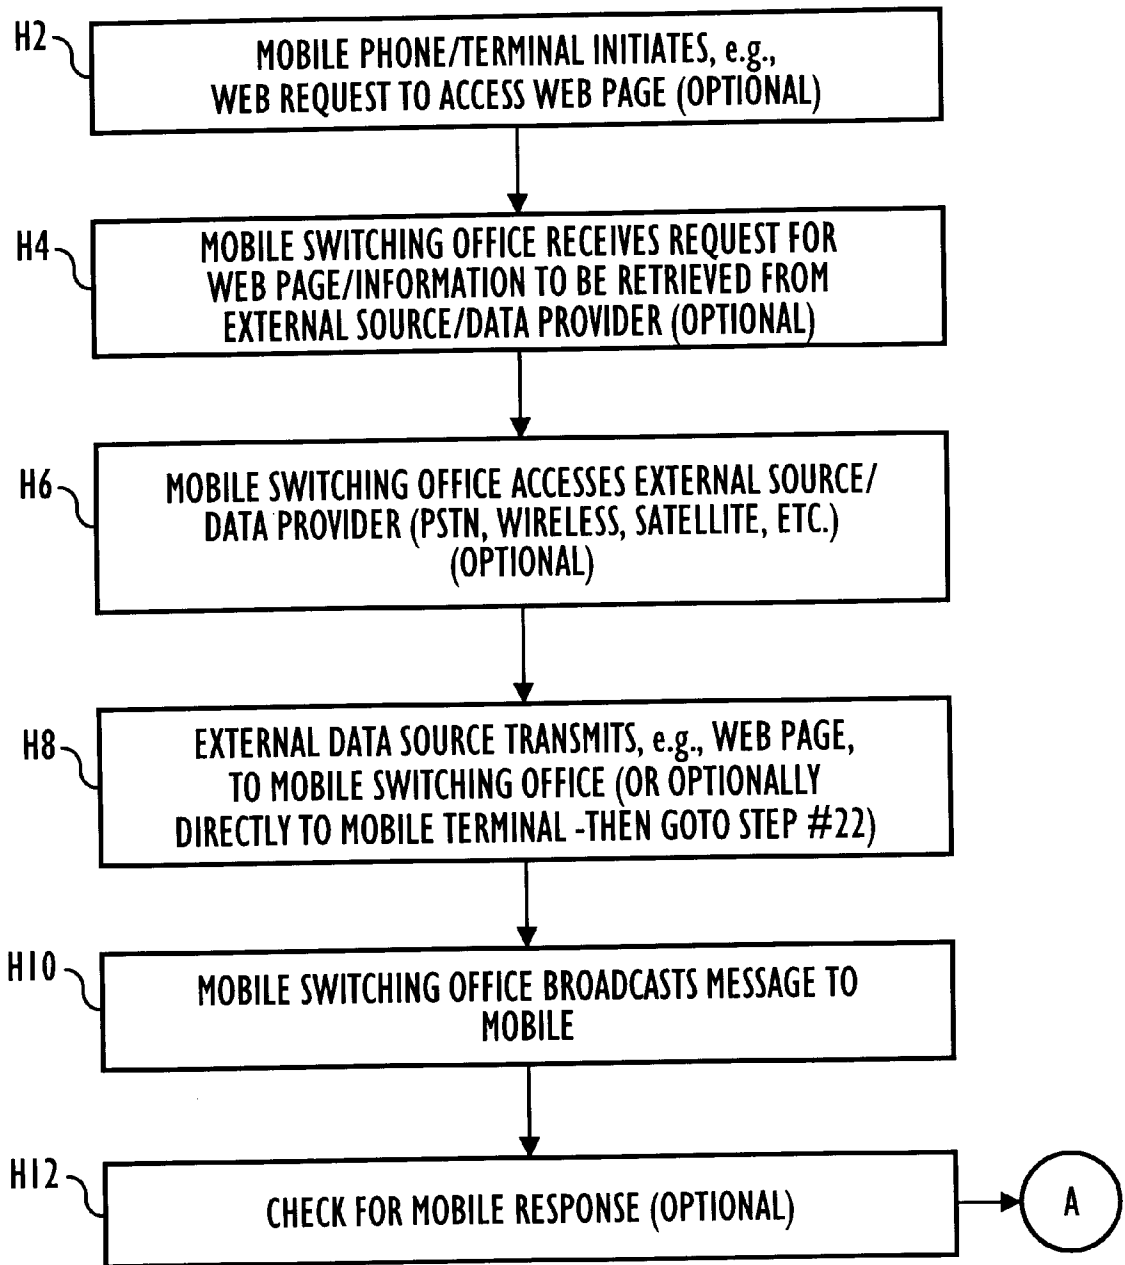 H2
MOBILE PHONE/TERMINAL INITIATES, e.g.,
WEB REQUEST TO ACCESS WEB PAGE (OPTIONAL)
H4
MOBILE SWITCHING OFFICE RECEIVES REQUEST FOR
WEB PAGE/INFORMATION TO BE RETRIEVED FROM
EXTERNAL SOURCE/DATA PROVIDER (OPTIONAL)
H6
MOBILE SWITCHING OFFICE ACCESSES EXTERNAL SOURCE/
DATA PROVIDER (PSTN, WIRELESS, SATELLITE, ETC.)
(OPTIONAL)
H8
EXTERNAL DATA SOURCE TRANSMITS, e.g., WEB PAGE,
TO MOBILE SWITCHING OFFICE (OR OPTIONALLY
DIRECTLY TO MOBILE TERMINAL -THEN GOTO STEP #22)
H10
MOBILE SWITCHING OFFICE BROADCASTS MESSAGE TO
MOBILE
H12
CHECK FOR MOBILE RESPONSE (OPTIONAL)
A